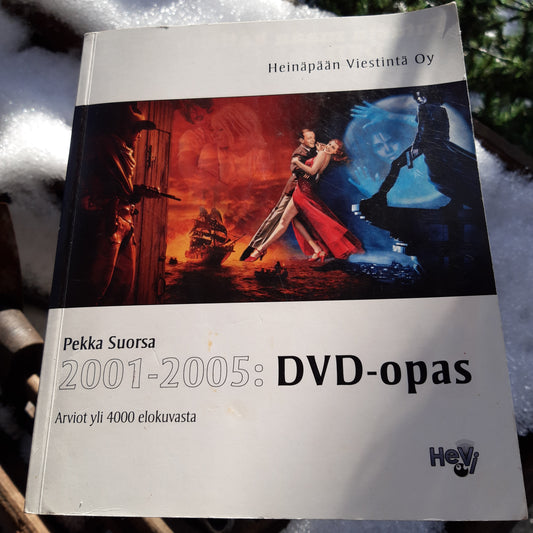 Heinäpään Viestintä Oy
Pekka Suorsa
2001-2005: DVD-opas
Arviot yli 4000 elokuvasta
HeVi